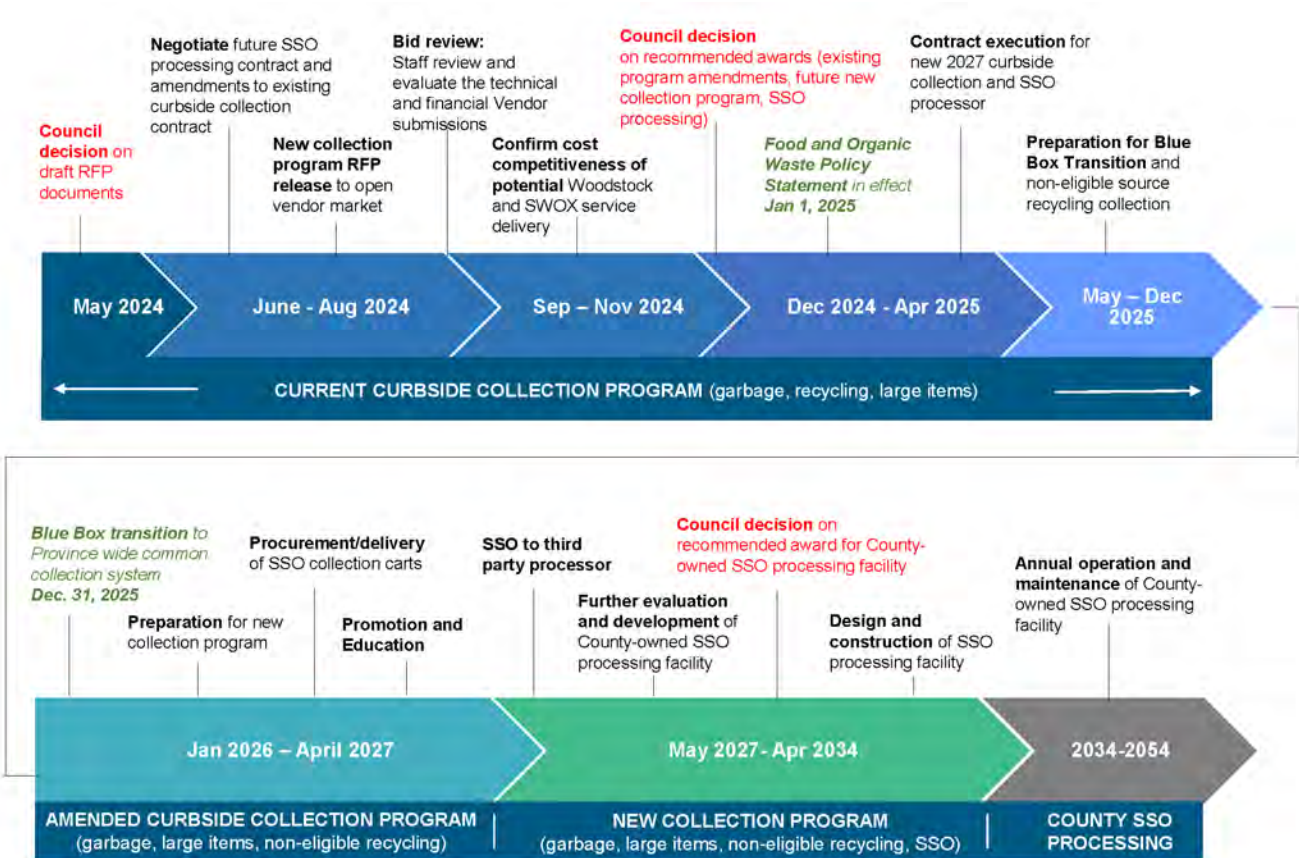 Negotiate future SSO
processing contract and
amendments to existing
curbside collection
contract
Bid review:
Staff review and
evaluate the technical
and financial Vendor
submissions
Council decision
on recommended awards (existing
program amendments, future new
collection program, SSO
processing)
Contract execution for
new 2027 curbside
collection and SSO
processor
Council
decision on
draft RFP
documents
New collection
program RFP
release to open
vendor market
Confirm cost
competitiveness of
potential Woodstock
and SWOX service
delivery
Food and Organic
Waste Policy
Statement in effect
Jan 1, 2025
Preparation for Blue
Box Transition and
non-eligible source
recycling collection
May 2024
June - Aug 2024
Sep – Nov 2024
Dec 2024 - Apr 2025
May – Dec
2025
CURRENT CURBSIDE COLLECTION PROGRAM (garbage, recycling, large items)
Blue Box transition to
Province wide common
collection system
Dec. 31, 2025
Procurement/delivery
of SSO collection carts
SSO to third
party processor
Council decision on
recommended award for County-
owned SSO processing facility
Annual operation and
maintenance of County-
owned SSO processing
facility
Preparation for new
collection program
Promotion and
Education
Further evaluation
and development of
County-owned SSO
processing facility
Design and
construction of SSO
processing facility
Jan 2026 – April 2027
May 2027- Apr 2034
2034-2054
AMENDED CURBSIDE COLLECTION PROGRAM
(garbage, large items, non-eligible recycling)
NEW COLLECTION PROGRAM
(garbage, large items, non-eligible recycling, SSO)
COUNTY SSO
PROCESSING